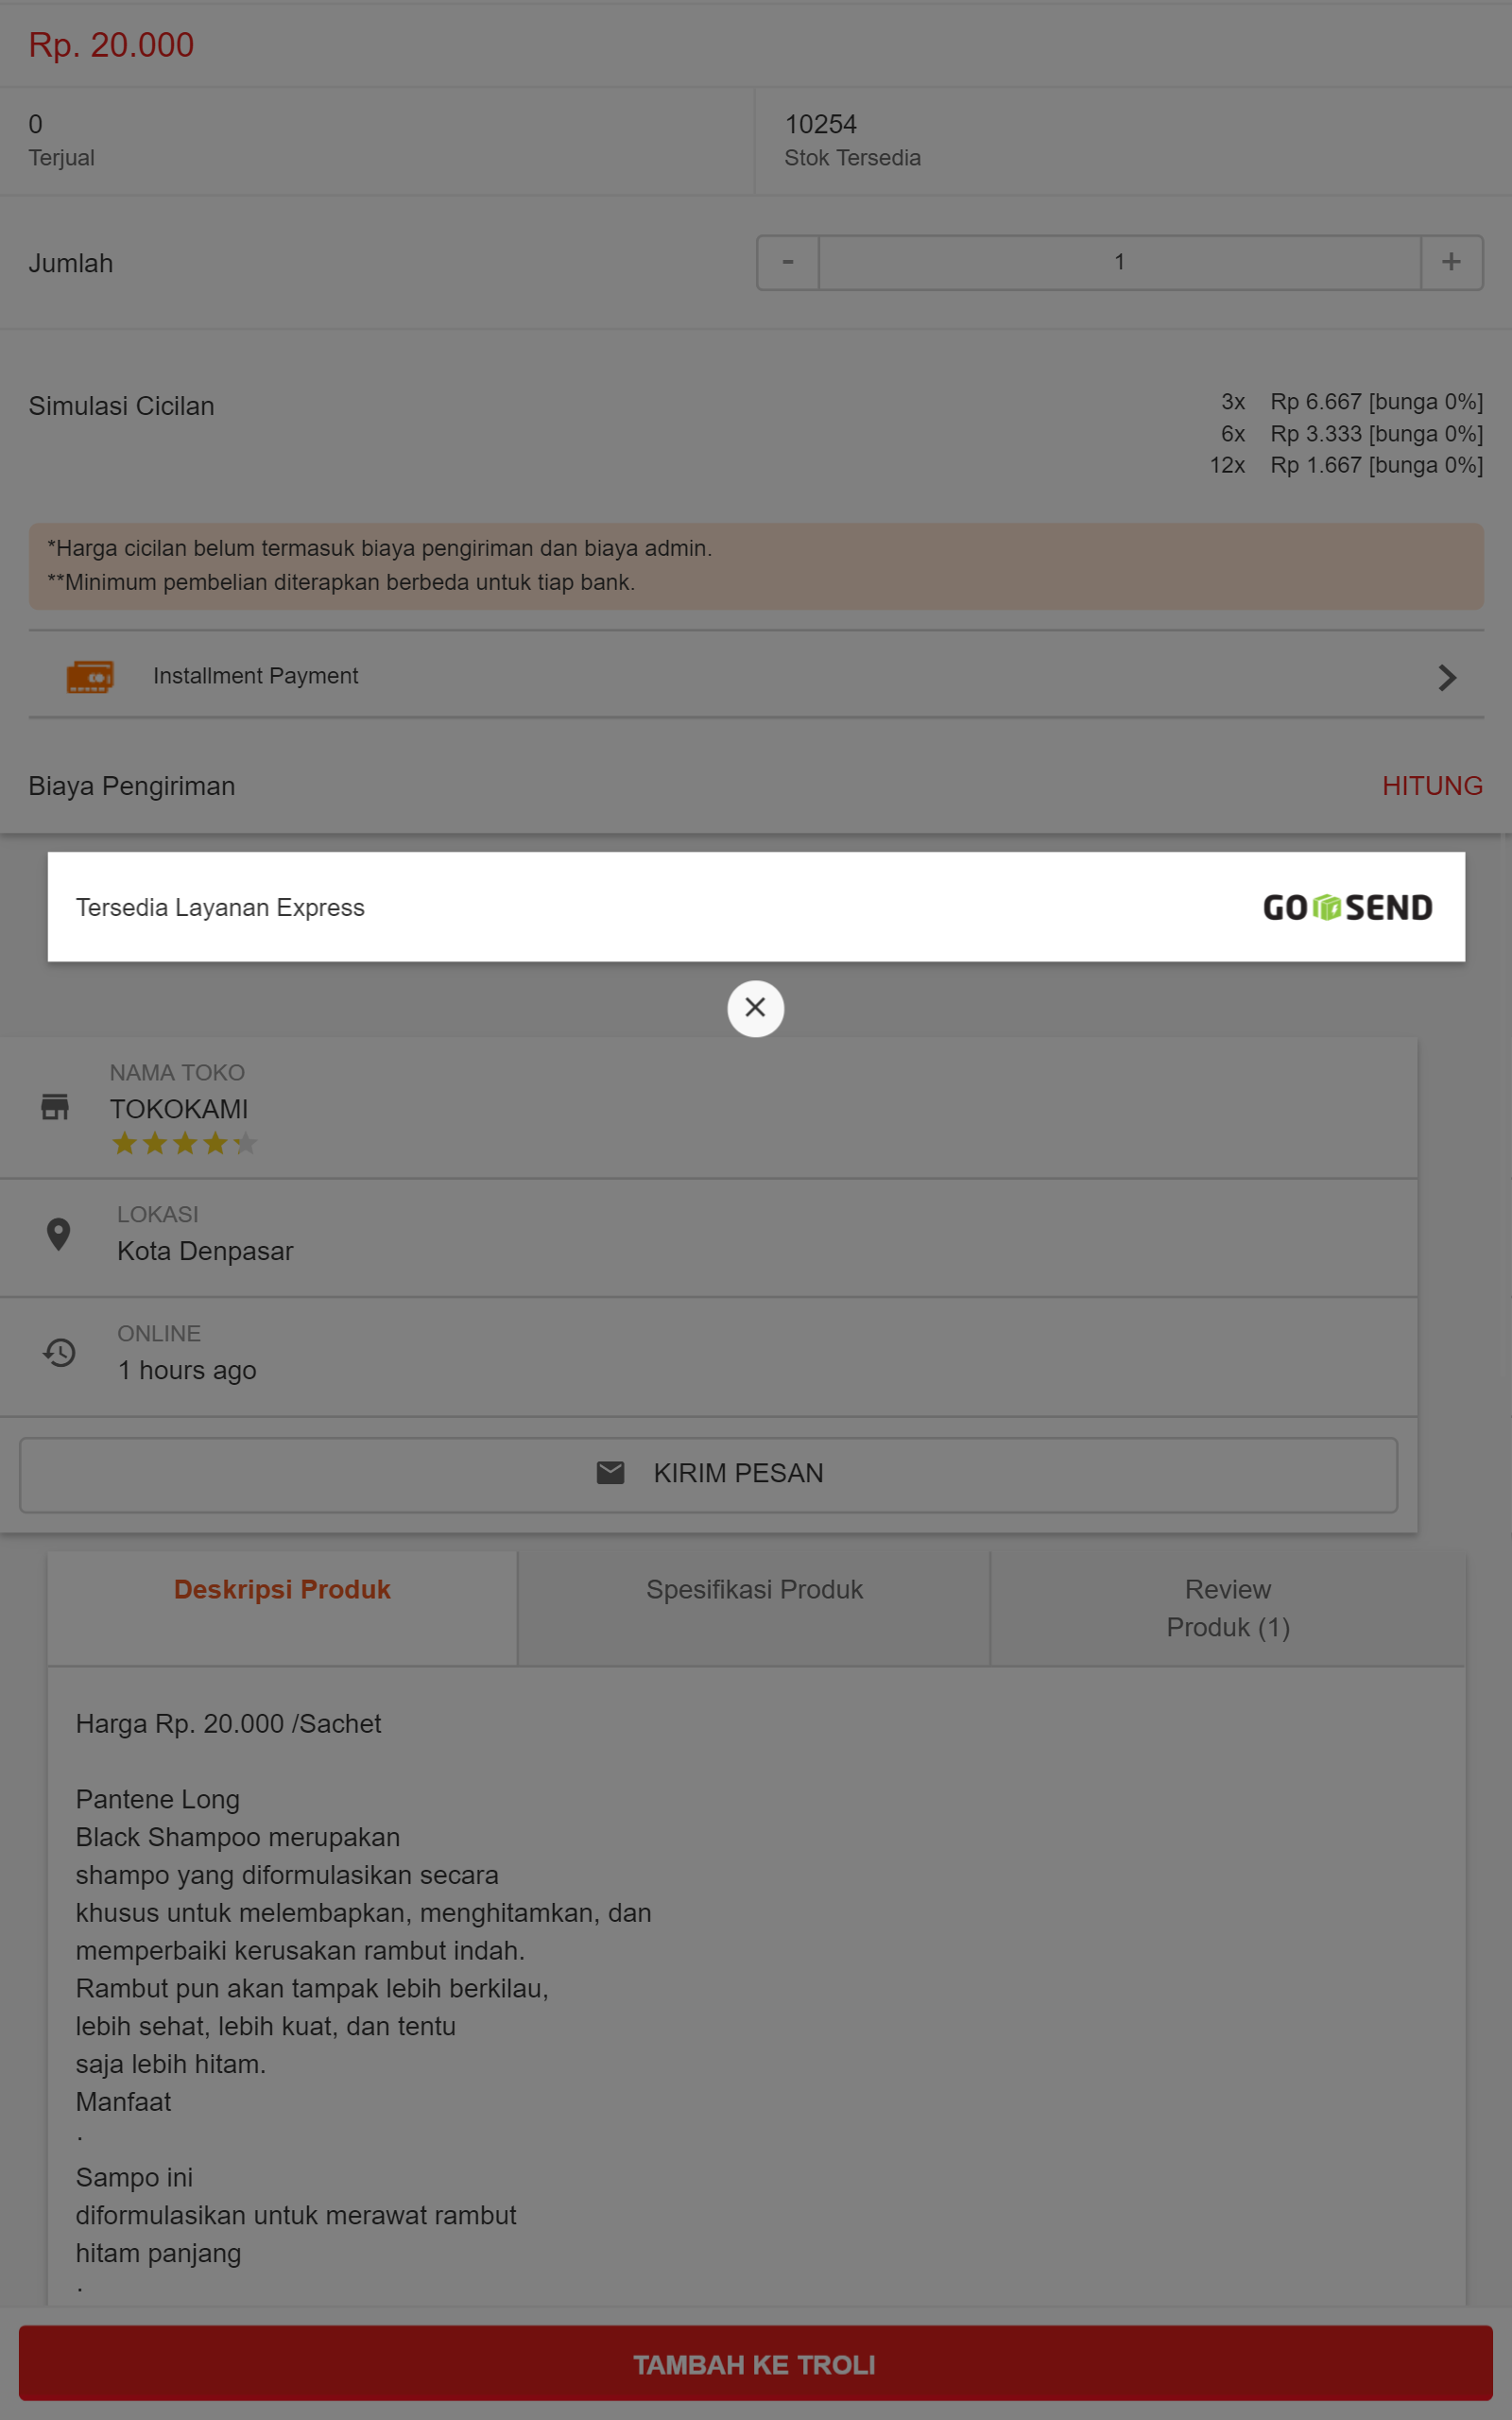 Rp. 20.000
0
Terjual
10254
Stok Tersedia
Jumlah
-
1
+
Simulasi Cicilan
3x Rp 6.667 [bunga 0%]
6x Rp 3.333 [bunga 0%]
12x Rp 1.667 [bunga 0%]
*Harga cicilan belum termasuk biaya pengiriman dan biaya admin.
**Minimum pembelian diterapkan berbeda untuk tiap bank.
Installment Payment
Biaya Pengiriman
HITUNG
Tersedia Layanan Express
GO SEND
NAMA TOKO
TOKOKAMI
LOKASI
Kota Denpasar
ONLINE
1 hours ago
KIRIM PESAN
Deskripsi Produk
Spesifikasi Produk
Review
Produk (1)
Harga Rp. 20.000 /Sachet
Pantene Long
Black Shampoo merupakan
shampo yang diformulasikan secara
khusus untuk melembapkan, menghitamkan, dan
memperbaiki kerusakan rambut indah.
Rambut pun akan tampak lebih berkilau,
lebih sehat, lebih kuat, dan tentu
saja lebih hitam.
Manfaat
·
Sampo ini
diformulasikan untuk merawat rambut
hitam panjang
·
TAMBAH KE TROLI